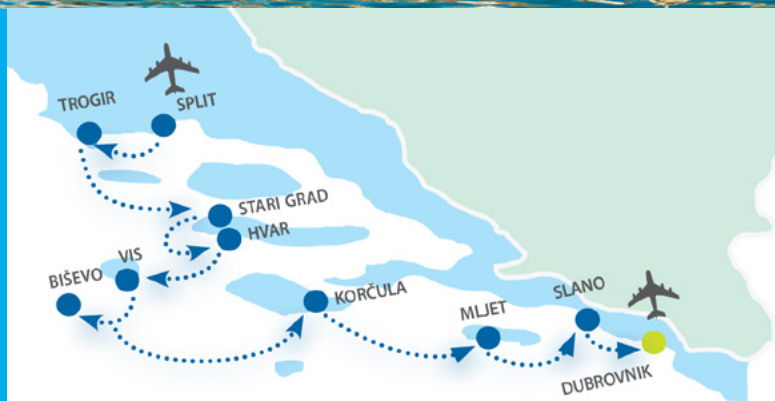 TROGIR
SPLIT
STARI GRAD
HVAR
VIS
BIŠEVO
KORČULA
MLJET
SLANO
DUBROVNIK